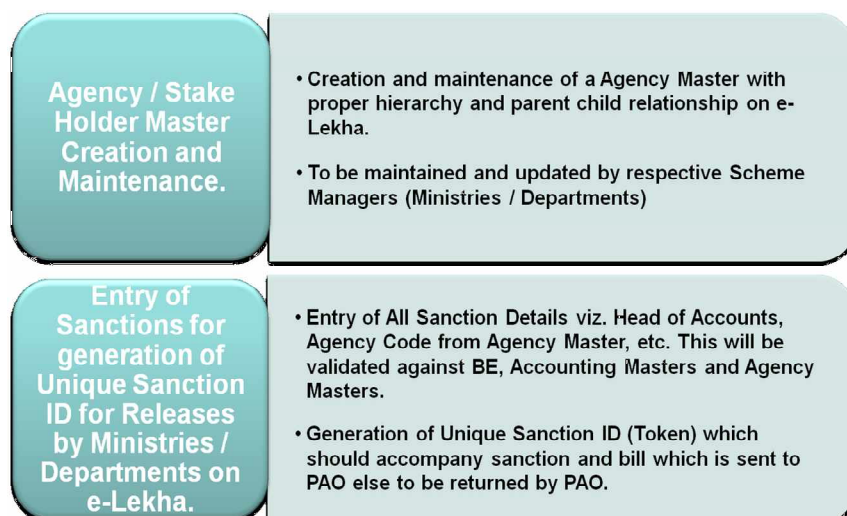 Agency / Stake
Holder Master
Creation and
Maintenance.
• Creation and maintenance of a Agency Master with
proper hierarchy and parent child relationship on e-
Lekha.
• To be maintained and updated by respective Scheme
Managers (Ministries / Departments)
Entry of
Sanctions for
generation of
Unique Sanction
ID for Releases
by Ministries /
Departments on
e-Lekha.
• Entry of All Sanction Details viz. Head of Accounts,
Agency Code from Agency Master, etc. This will be
validated against BE, Accounting Masters and Agency
Masters.
• Generation of Unique Sanction ID (Token) which
should accompany sanction and bill which is sent to
PAO else to be returned by PAO.